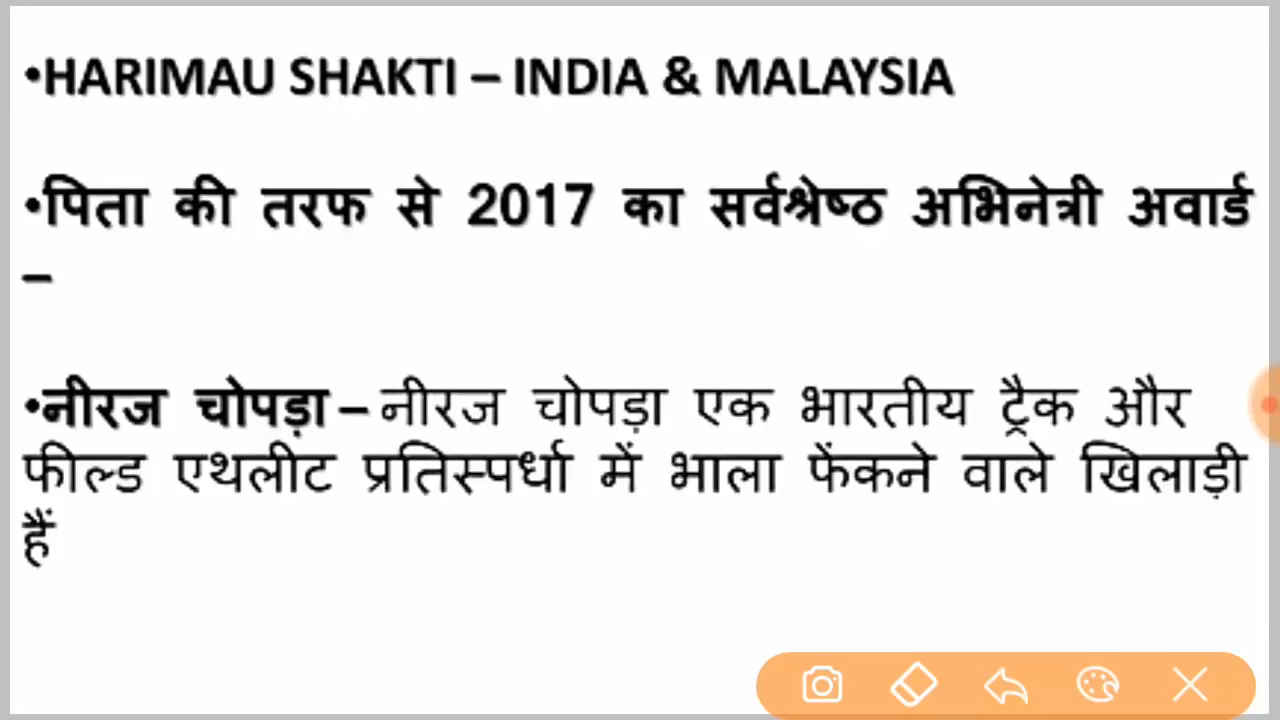 •HARIMAU SHAKTI – INDIA & MALAYSIA
•पिता की तरफ से 2017 का सर्वश्रेष्ठ अभिनेत्री अवार्ड
–
•नीरज चोपड़ा – नीरज चोपड़ा एक भारतीय ट्रैक और
फील्ड एथलीट प्रतिस्पर्धा में भाला फेंकने वाले खिलाड़ी
हैं